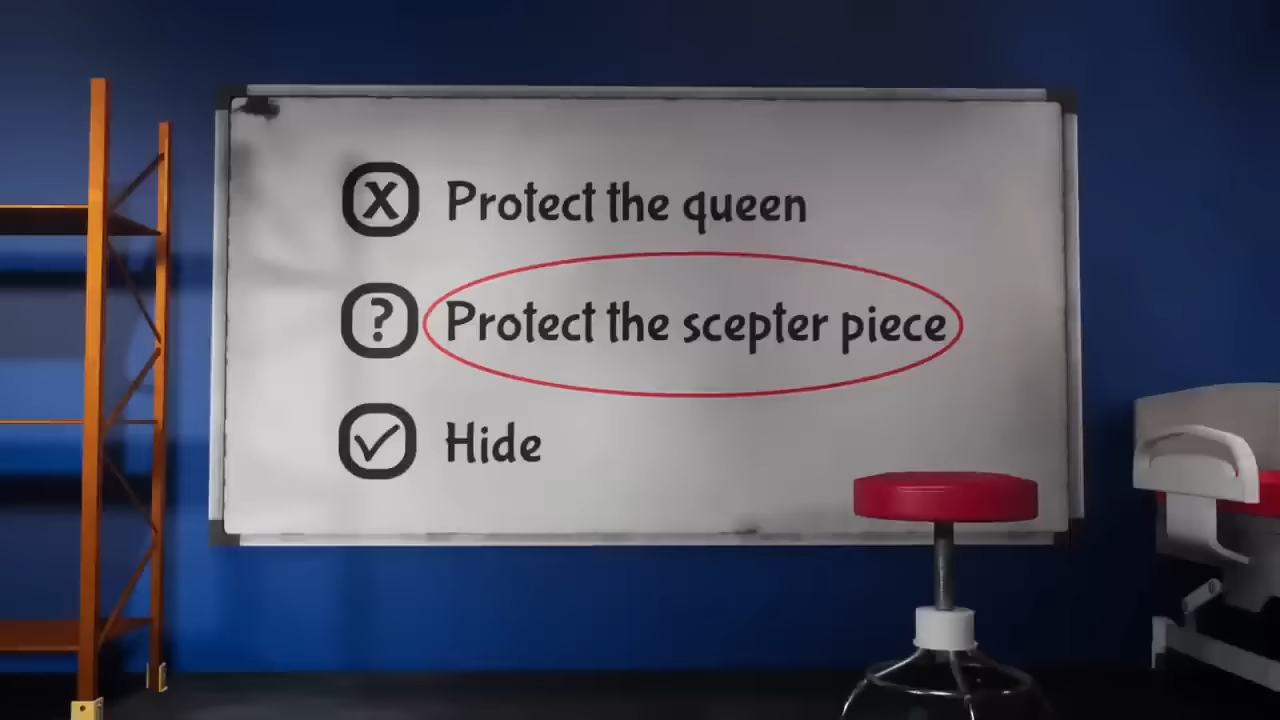 X Protect the queen
? Protect the scepter piece
✓ Hide